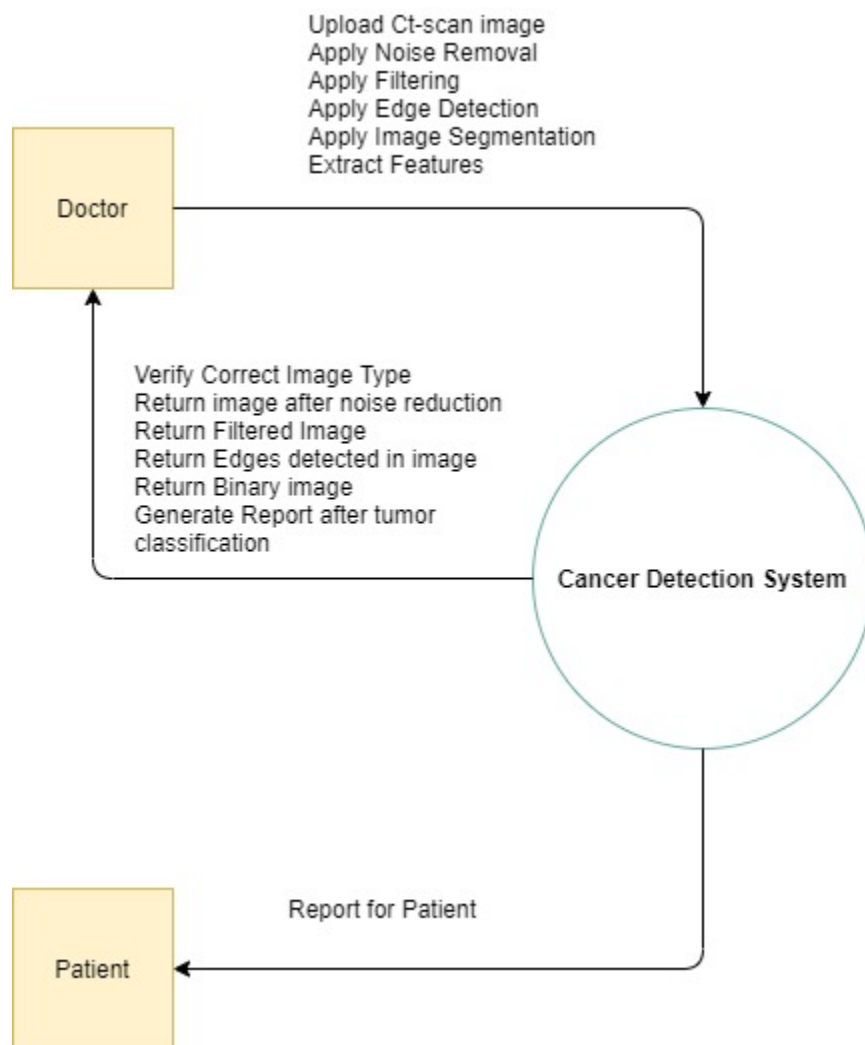 Upload Ct-scan image
Apply Noise Removal
Apply Filtering
Apply Edge Detection
Apply Image Segmentation
Extract Features
Doctor
Verify Correct Image Type
Return image after noise reduction
Return Filtered Image
Return Edges detected in image
Return Binary image
Generate Report after tumor
classification
Cancer Detection System
Report for Patient
Patient